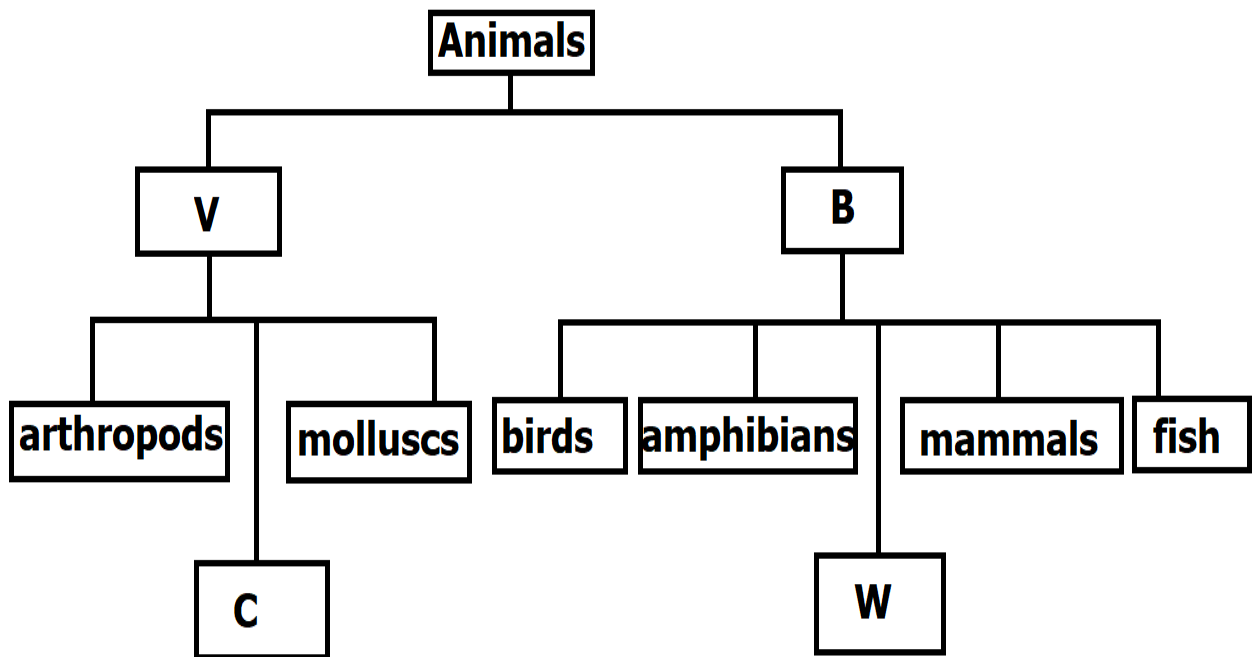 Animals
V
B
arthropods
molluscs
birds
amphibians
mammals
fish
C
W